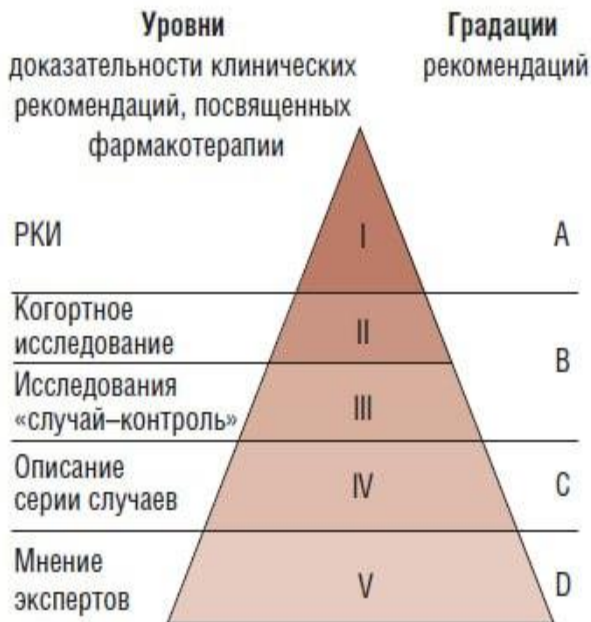 Уровни
доказательности клинических
рекомендаций, посвященных
фармакотерапии
Градации
рекомендаций
РКИ
I
A
Когортное
исследование
II
B
Исследования
«случай–контроль»
III
Описание
серии случаев
IV
C
Мнение
экспертов
V
D